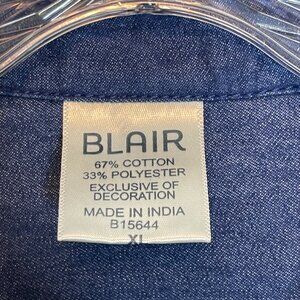 BLAIR
67% COTTON
33% POLYESTER
EXCLUSIVE OF
DECORATION
MADE IN INDIA
B15644
XL